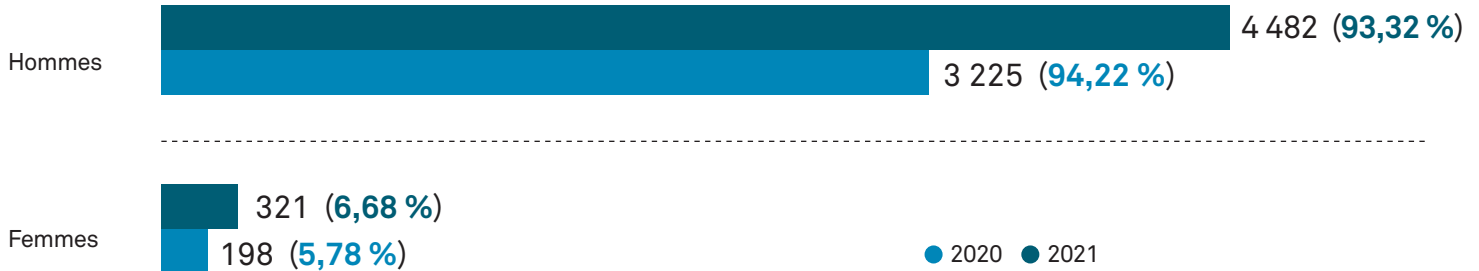 4 482 (93,32 %)
Hommes
3 225 (94,22 %)
321 (6,68 %)
Femmes
198 (5,78 %)
2020 2021